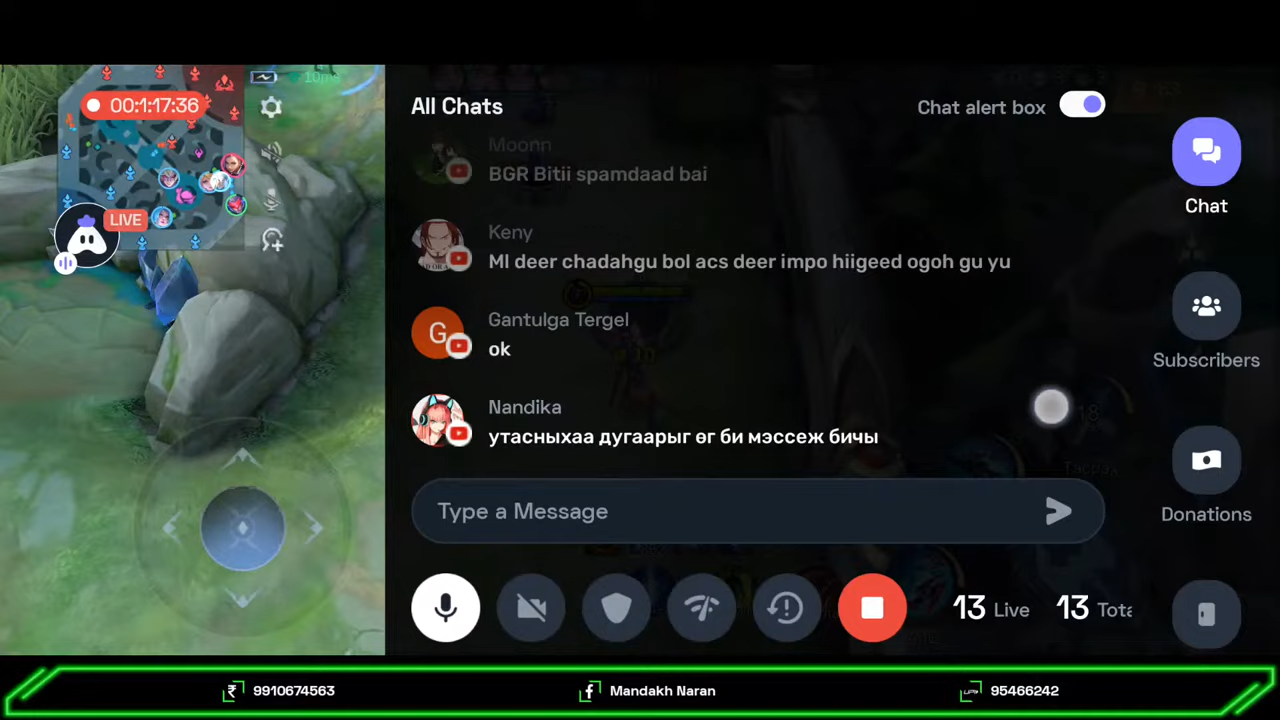 10ms
00:1:17:36
LIVE
All Chats
Chat alert box
Moonn
BGR Bitii spamdaad bai
Keny
Ml deer chadahgu bol acs deer impo hiigeed ogoh gu yu
G
Gantulga Tergel
ok
Nandika
утасныхаа дугаарыг өг би мэссеж бичы
Type a Message
Chat
Subscribers
Donations
13 Live
13 Tota
₹ 9910674563
f Mandakh Naran
95466242